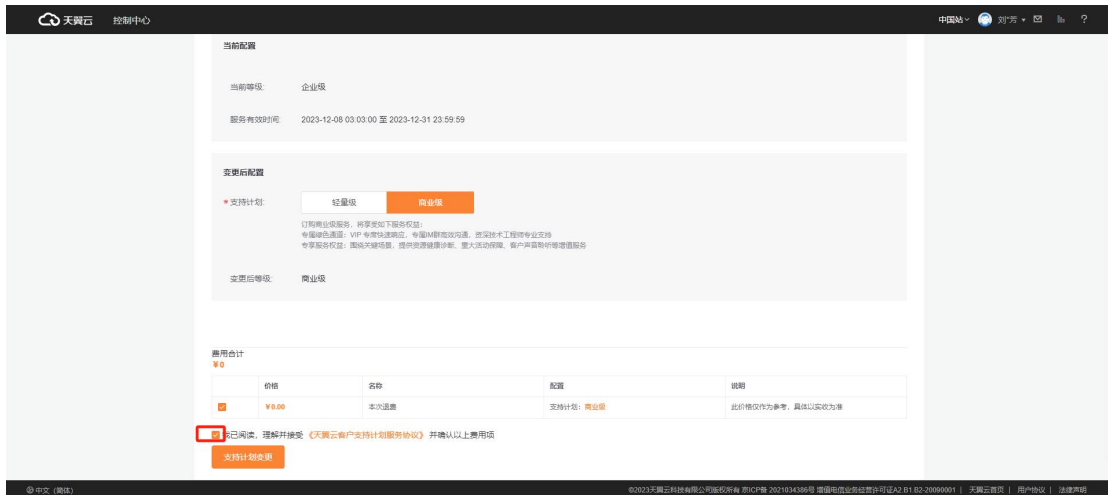 天翼云 控制中心 中国站 刘*芳
当前配置
当前等级: 企业级
服务有效时间: 2023-12-08 03:03:00 至 2023-12-31 23:59:59
变更后配置
* 支持计划: 轻量级 商业级
订购商业级服务，将享受如下服务权益:
专属绿色通道：VIP 专席快速响应，专属IM群高效沟通，资深技术工程师专业支持
专享服务权益：围绕关键场景，提供资源健康诊断、重大活动保障、客户声音聆听等增值服务
变更后等级: 商业级
费用合计
¥0
价格 名称 配置 说明
¥0.00 本次退费 支持计划：商业级 此价格仅作为参考，具体以实收为准
我已阅读，理解并接受《天翼云客户支持计划服务协议》并确认以上费用项
支持计划变更
中文 (简体) ©2023天翼云科技有限公司版权所有 京ICP备 2021034386号 增值电信业务经营许可证A2.B1.B2-20090001 | 天翼云首页 | 用户协议 | 法律声明